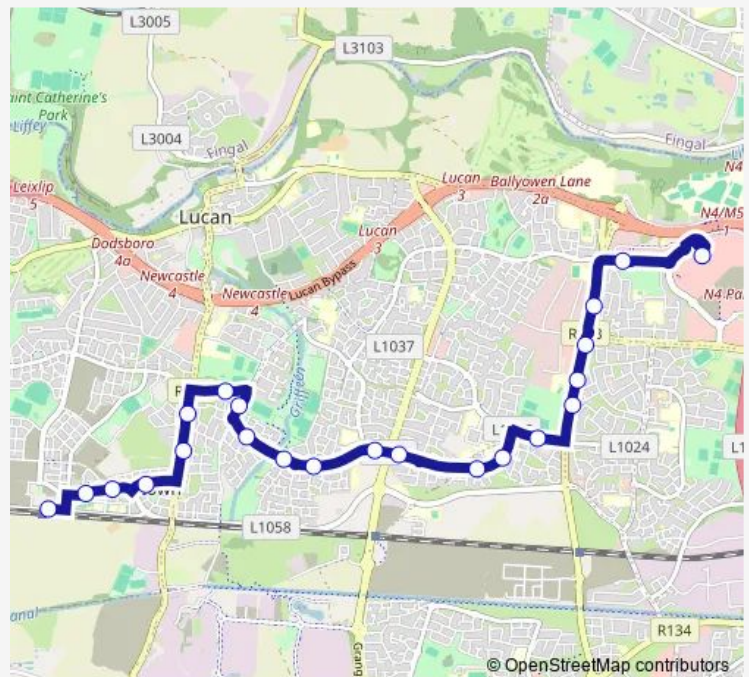 L3005
L3103
aint Catherine's
Park
Liffey
L3004
Fingal
Fingal
N4
Leixlip
5
Lucan
Lucan
3
Ballyowen Lane
2a
N4/M5
1
Dodsboro
4a
Lucan
3
Newcastle
4
Newcastle
4
Lucan Bypass
N4 Pa
L1037
Griffeen
L1024
L1
L1058
anal
R134
Grang
© OpenStreetMap contributors